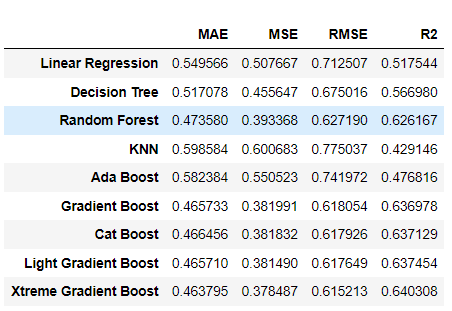 MAE MSE RMSE R2
Linear Regression 0.549566 0.507667 0.712507 0.517544
Decision Tree 0.517078 0.455647 0.675016 0.566980
Random Forest 0.473580 0.393368 0.627190 0.626167
KNN 0.598584 0.600683 0.775037 0.429146
Ada Boost 0.582384 0.550523 0.741972 0.476816
Gradient Boost 0.465733 0.381991 0.618054 0.636978
Cat Boost 0.466456 0.381832 0.617926 0.637129
Light Gradient Boost 0.465710 0.381490 0.617649 0.637454
Xtreme Gradient Boost 0.463795 0.378487 0.615213 0.640308